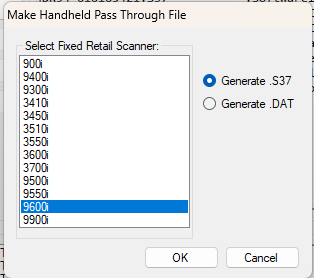 Make Handheld Pass Through File
Select Fixed Retail Scanner:
900i
9400i
9300i
3410i
3450i
3510i
3550i
3600i
3700i
9500i
9550i
9600i
9900i
Generate .S37
Generate .DAT
OK
Cancel